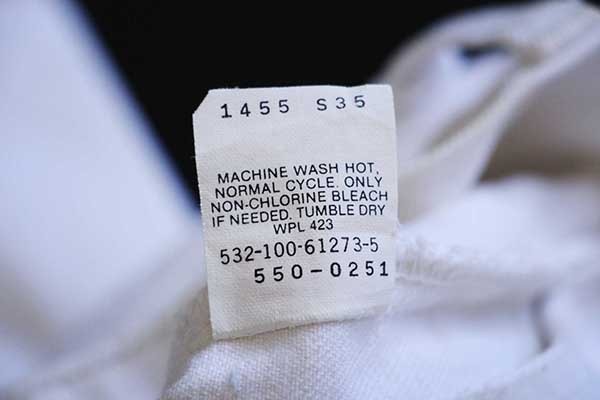 1455 S35
MACHINE WASH HOT,
NORMAL CYCLE. ONLY
NON-CHLORINE BLEACH
IF NEEDED. TUMBLE DRY
WPL 423
532-100-61273-5
550-0251